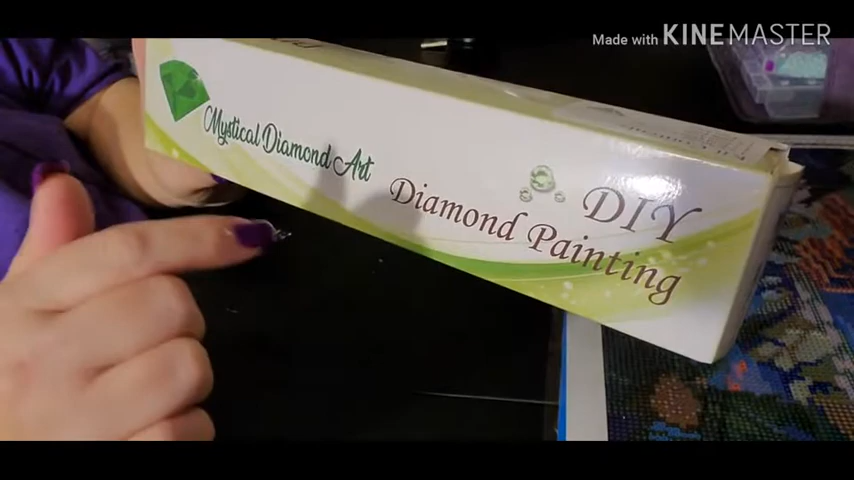 Made with KINEMASTER
Mystical Diamond Art
DIY
Diamond Painting